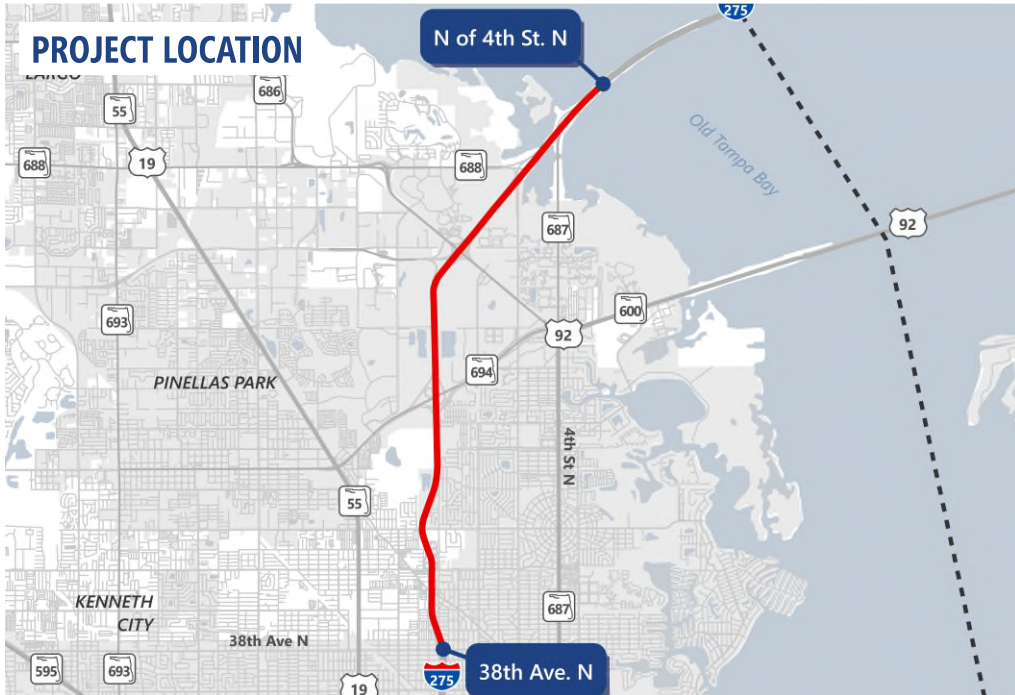 PROJECT LOCATION
N of 4th St. N
275
LARGO
686
55
19
688
688
Old Tampa Bay
687
92
693
600
92
694
PINELLAS PARK
4th St N
55
KENNETH
CITY
687
38th Ave N
595
693
19
275
38th Ave. N